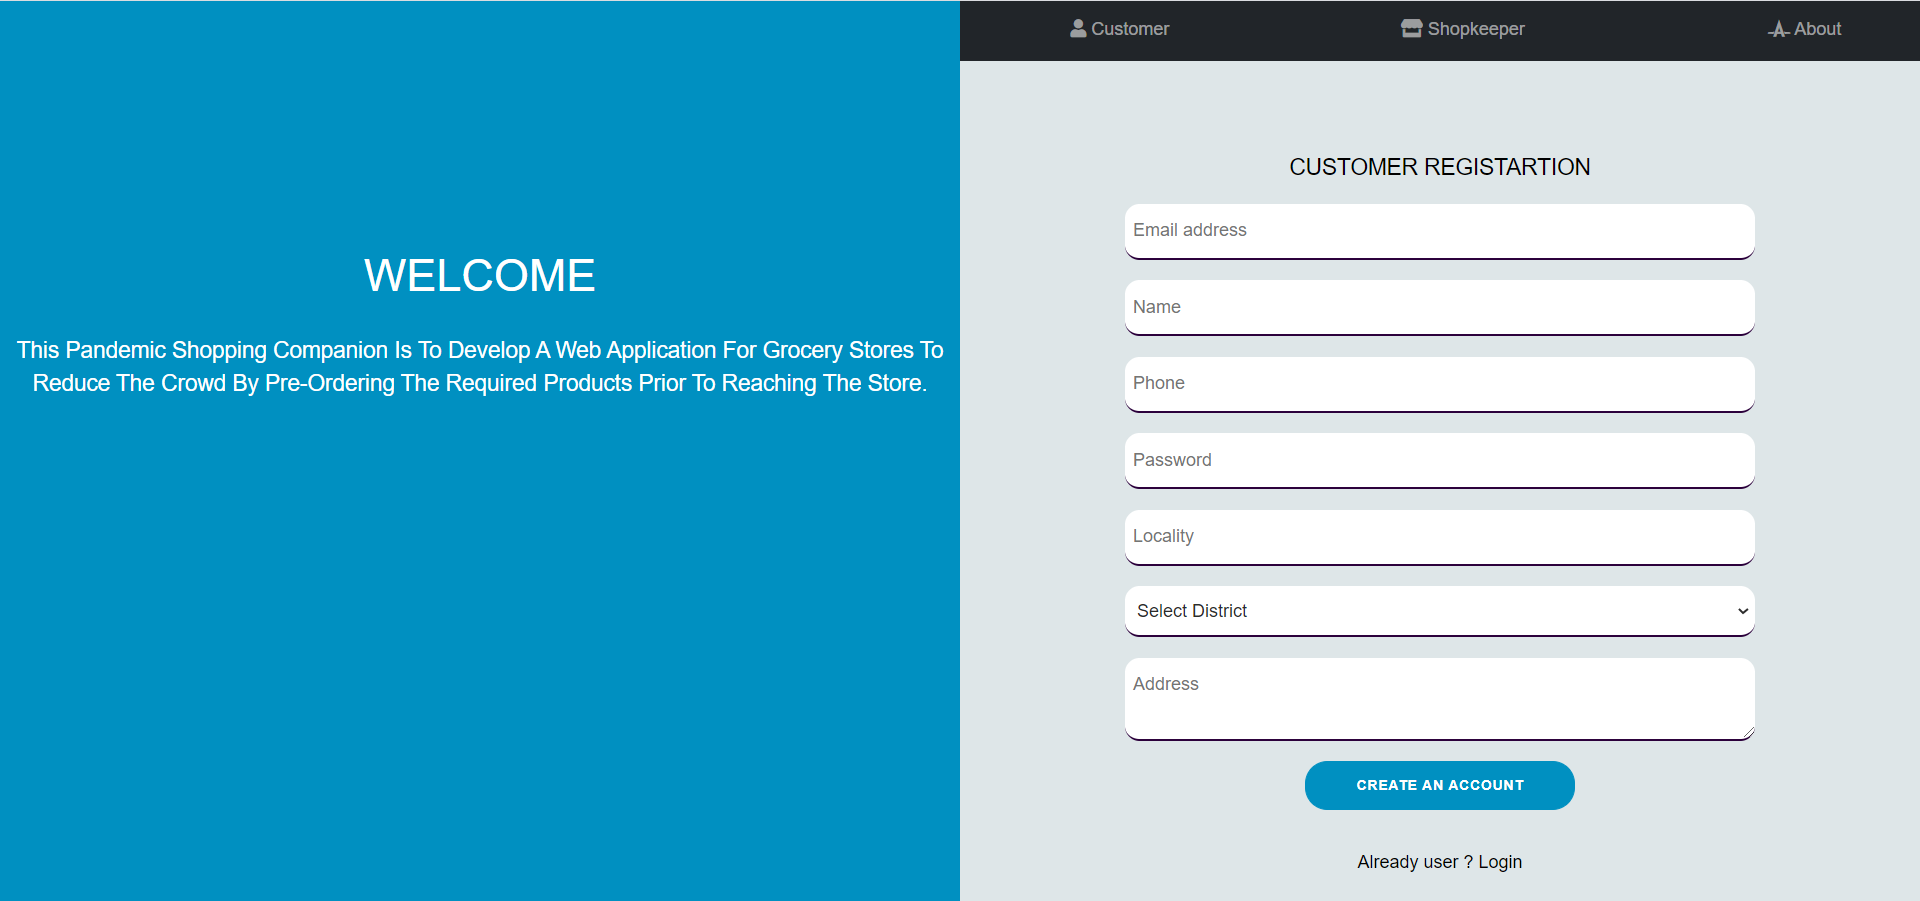 WELCOME
This Pandemic Shopping Companion Is To Develop A Web Application For Grocery Stores To
Reduce The Crowd By Pre-Ordering The Required Products Prior To Reaching The Store.
Customer
Shopkeeper
About
CUSTOMER REGISTARTION
Email address
Name
Phone
Password
Locality
Select District
Address
CREATE AN ACCOUNT
Already user ? Login